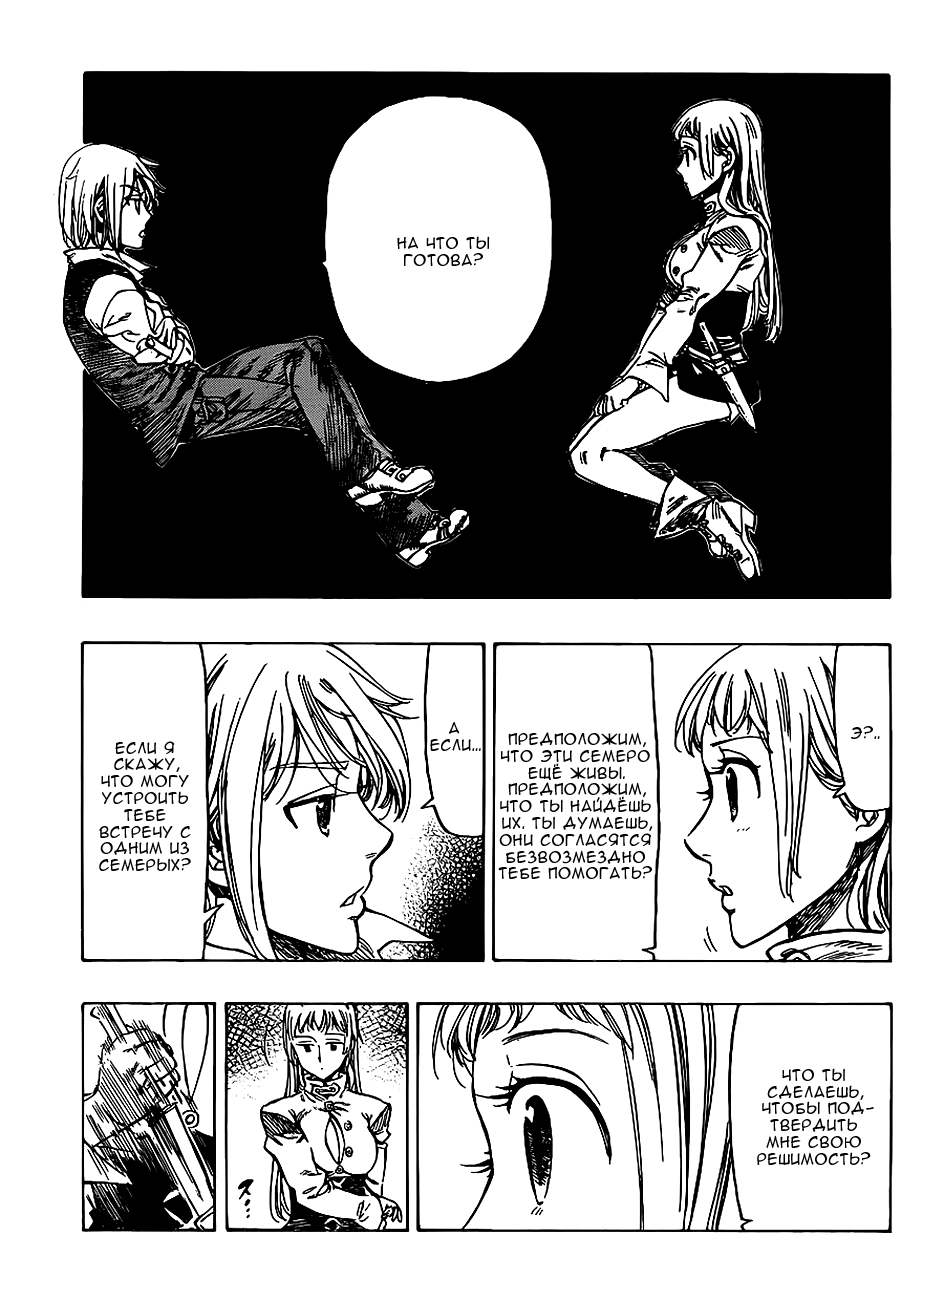 НА ЧТО ТЫ
ГОТОВА?
Э?..
ПРЕДПОЛОЖИМ,
ЧТО ЭТИ СЕМЕРО
ЕЩЁ ЖИВЫ.
ПРЕДПОЛОЖИМ,
ЧТО ТЫ НАЙДЁШЬ
ИХ. ТЫ ДУМАЕШЬ,
ОНИ СОГЛАСЯТСЯ
БЕЗВОЗМЕЗДНО
ТЕБЕ ПОМОГАТЬ?
А
ЕСЛИ...
ЕСЛИ Я
СКАЖУ,
ЧТО МОГУ
УСТРОИТЬ
ТЕБЕ
ВСТРЕЧУ С
ОДНИМ ИЗ
СЕМЕРЫХ?
ЧТО ТЫ
СДЕЛАЕШЬ,
ЧТОБЫ ПОД-
ТВЕРДИТЬ
МНЕ СВОЮ
РЕШИМОСТЬ?
ス…